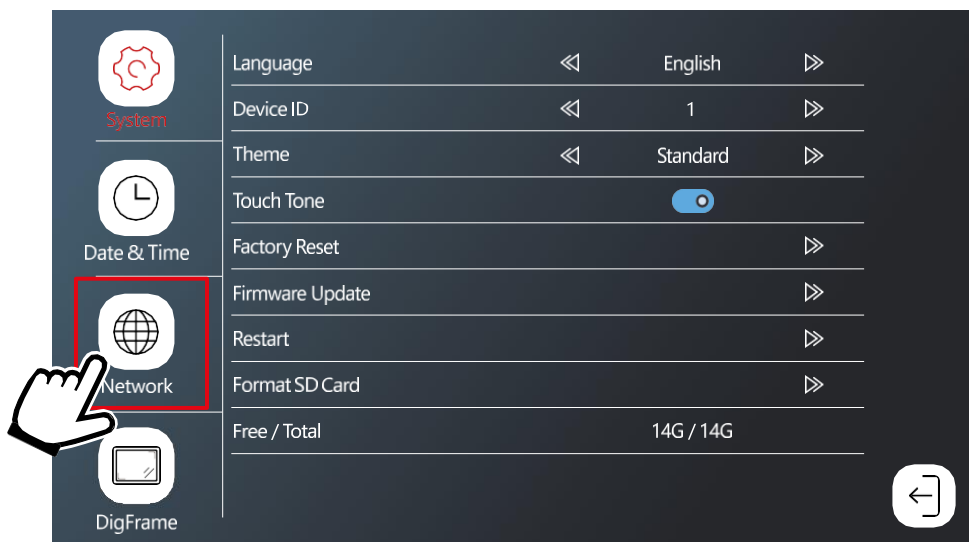 System
Date & Time
Network
DigFrame
Language English
Device ID 1
Theme Standard
Touch Tone
Factory Reset
Firmware Update
Restart
Format SD Card
Free / Total 14G / 14G